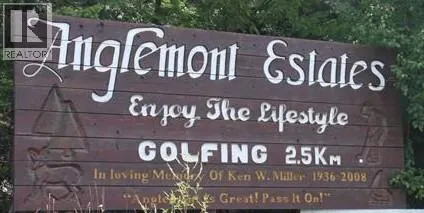 REALTOR
Anglemont Estates
Enjoy The Lifestyle
GOLFING 2.5Km
In loving Memory Of Ken W. Miller 1936-2008
"Anglemont Is Great! Pass It On!"